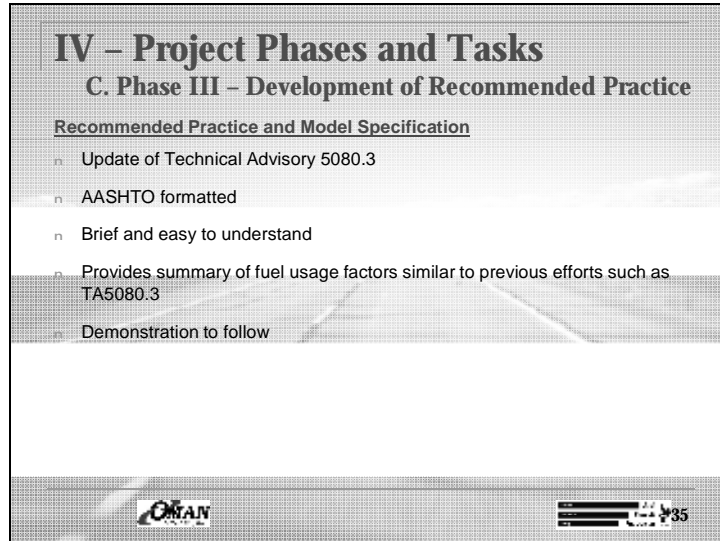 IV – Project Phases and Tasks
C. Phase III – Development of Recommended Practice
Recommended Practice and Model Specification
n Update of Technical Advisory 5080.3
n AASHTO formatted
n Brief and easy to understand
n Provides summary of fuel usage factors similar to previous efforts such as
TA5080.3
n Demonstration to follow
OMAN
35